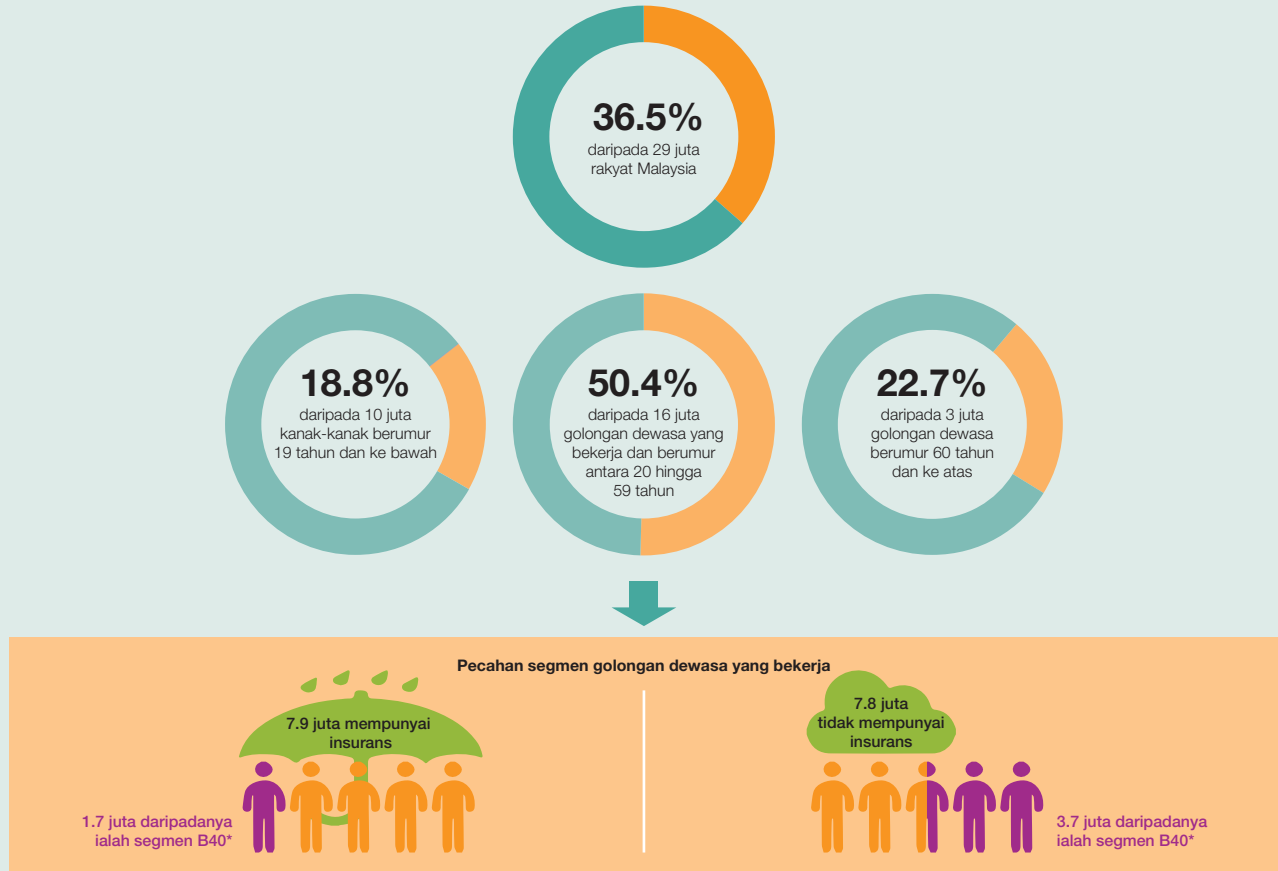 36.5%
daripada 29 juta
rakyat Malaysia
18.8%
daripada 10 juta
kanak-kanak berumur
19 tahun dan ke bawah
50.4%
daripada 16 juta
golongan dewasa yang
bekerja dan berumur
antara 20 hingga
59 tahun
22.7%
daripada 3 juta
golongan dewasa
berumur 60 tahun
dan ke atas
Pecahan segmen golongan dewasa yang bekerja
7.9 juta mempunyai
insurans
1.7 juta daripadanya
ialah segmen B40*
7.8 juta
tidak mempunyai
insurans
3.7 juta daripadanya
ialah segmen B40*